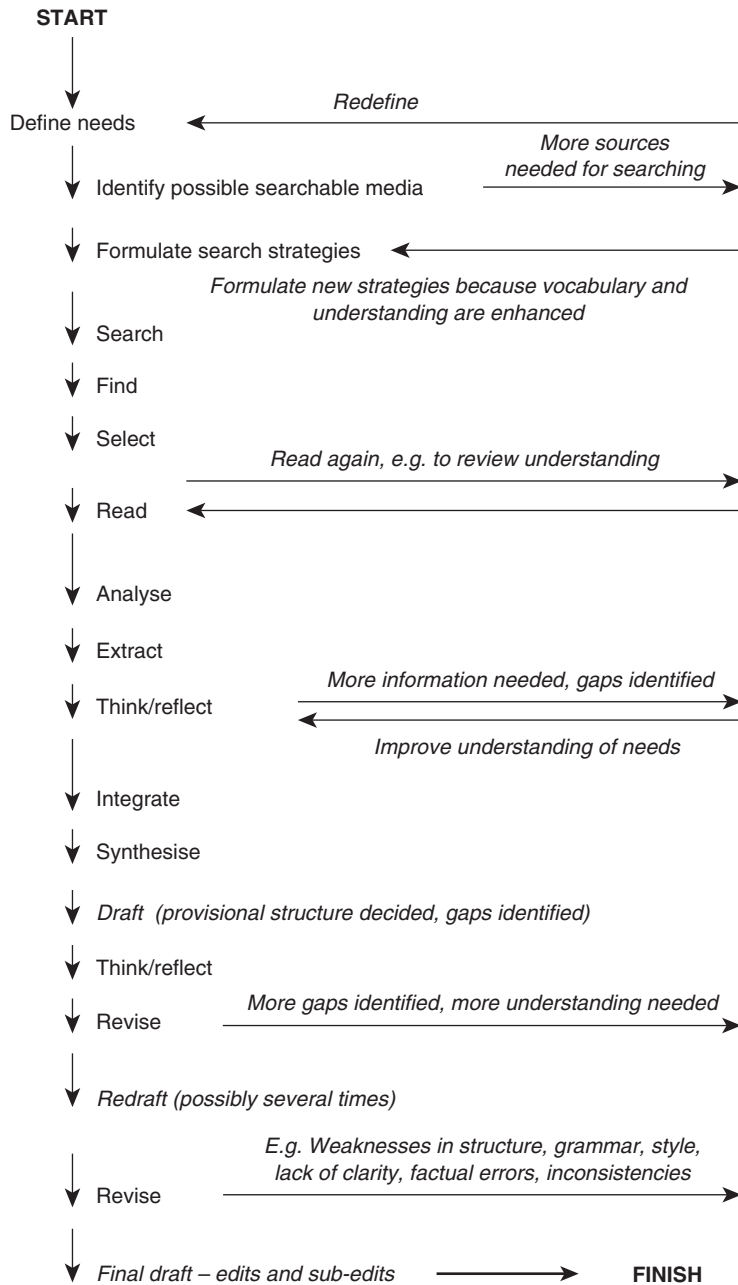 START
Redefine
Define needs
More sources
needed for searching
Identify possible searchable media
Formulate search strategies
Formulate new strategies because vocabulary and
understanding are enhanced
Search
Find
Select
Read again, e.g. to review understanding
Read
Analyse
Extract
More information needed, gaps identified
Think/reflect
Improve understanding of needs
Integrate
Synthesise
Draft (provisional structure decided, gaps identified)
Think/reflect
More gaps identified, more understanding needed
Revise
Redraft (possibly several times)
E.g. Weaknesses in structure, grammar, style,
lack of clarity, factual errors, inconsistencies
Revise
Final draft – edits and sub-edits
FINISH